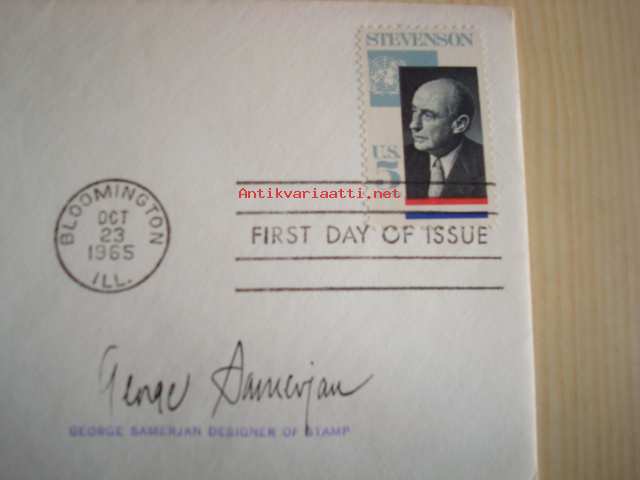 STEVENSON
U.S.
5
Antikvariaatti.net
BLOOMINGTON
OCT
23
1965
ILL.
FIRST DAY OF ISSUE
George Samerjan
GEORGE SAMERJAN DESIGNER OF STAMP